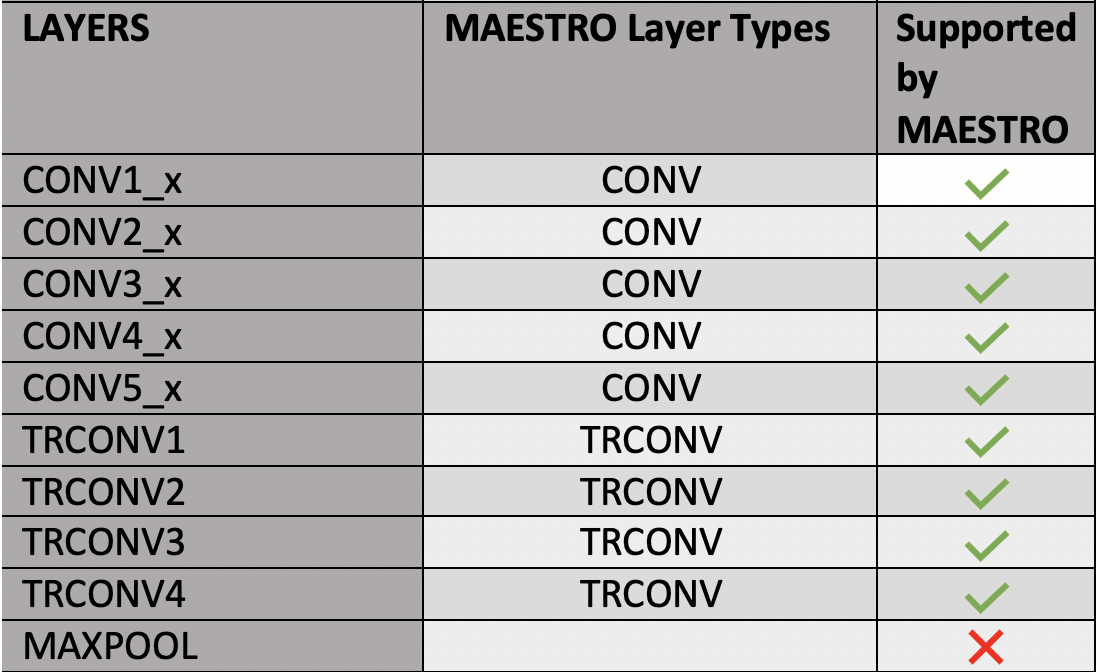 LAYERS MAESTRO Layer Types Supported
by
MAESTRO
CONV1_x CONV
CONV2_x CONV
CONV3_x CONV
CONV4_x CONV
CONV5_x CONV
TRCONV1 TRCONV
TRCONV2 TRCONV
TRCONV3 TRCONV
TRCONV4 TRCONV
MAXPOOL